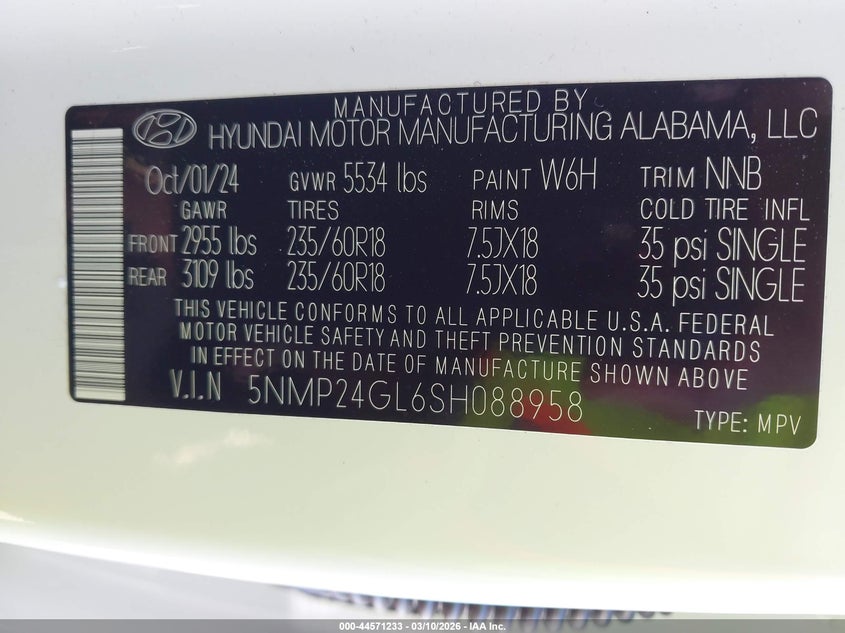 MANUFACTURED BY
HYUNDAI MOTOR MANUFACTURING ALABAMA, LLC
Oct/01/24 GVWR 5534 lbs PAINT W6H TRIM NNB
GAWR TIRES RIMS COLD TIRE INFL
FRONT 2955 lbs 235/60R18 7.5JX18 35 psi SINGLE
REAR 3109 lbs 235/60R18 7.5JX18 35 psi SINGLE
THIS VEHICLE CONFORMS TO ALL APPLICABLE U.S.A. FEDERAL
MOTOR VEHICLE SAFETY AND THEFT PREVENTION STANDARDS
IN EFFECT ON THE DATE OF MANUFACTURE SHOWN ABOVE
V.I.N 5NMP24GL6SH088958
TYPE: MPV
000-44571233 - 03/10/2026 - IAA Inc.